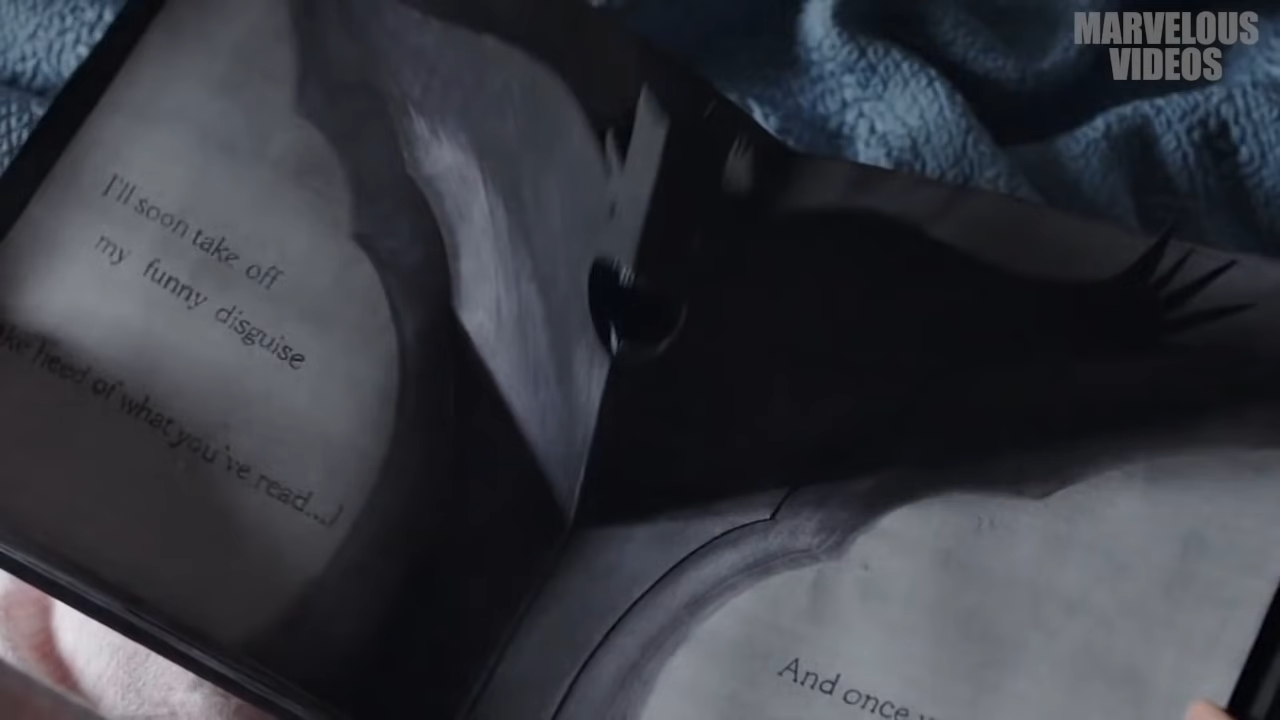 MARVELOUS
VIDEOS
I'll soon take off
my funny disguise
heed of what you've read...)
And once